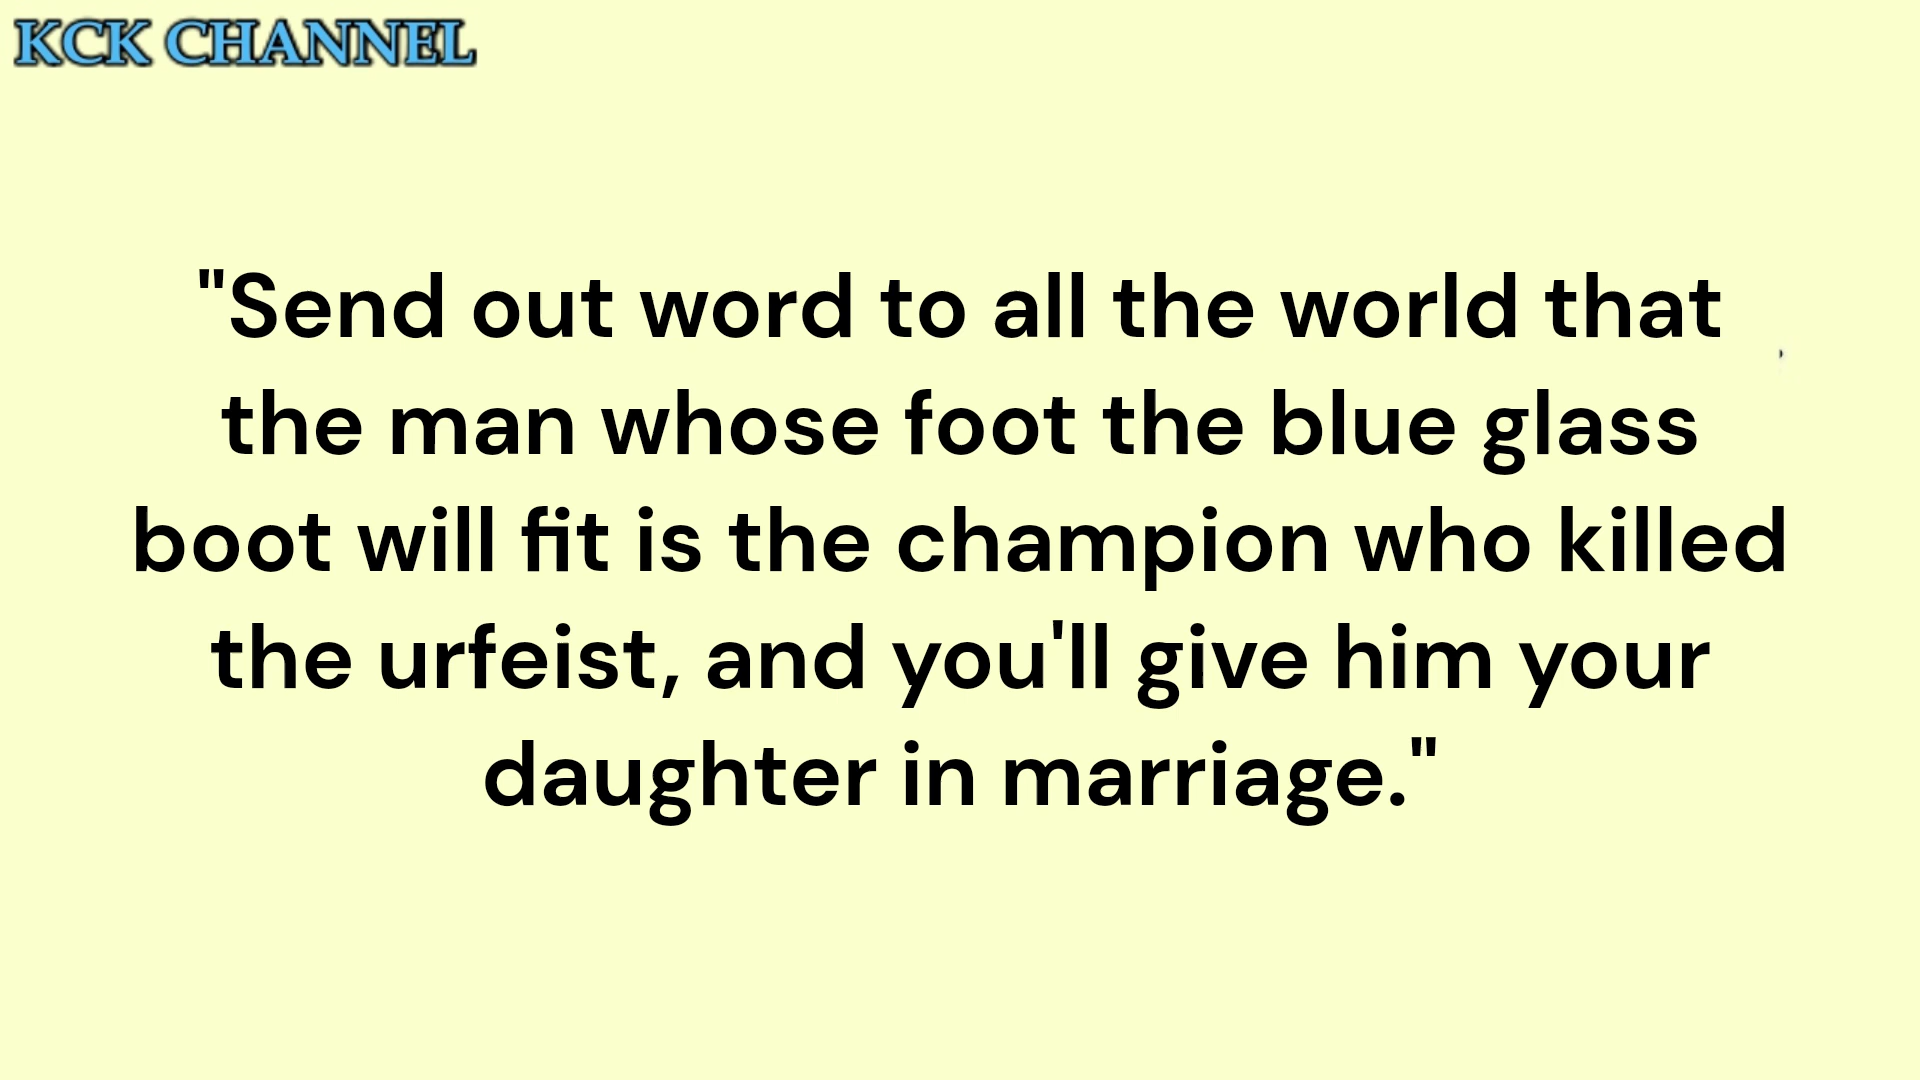 KCK CHANNEL
"Send out word to all the world that
the man whose foot the blue glass
boot will fit is the champion who killed
the urfeist, and you'll give him your
daughter in marriage."